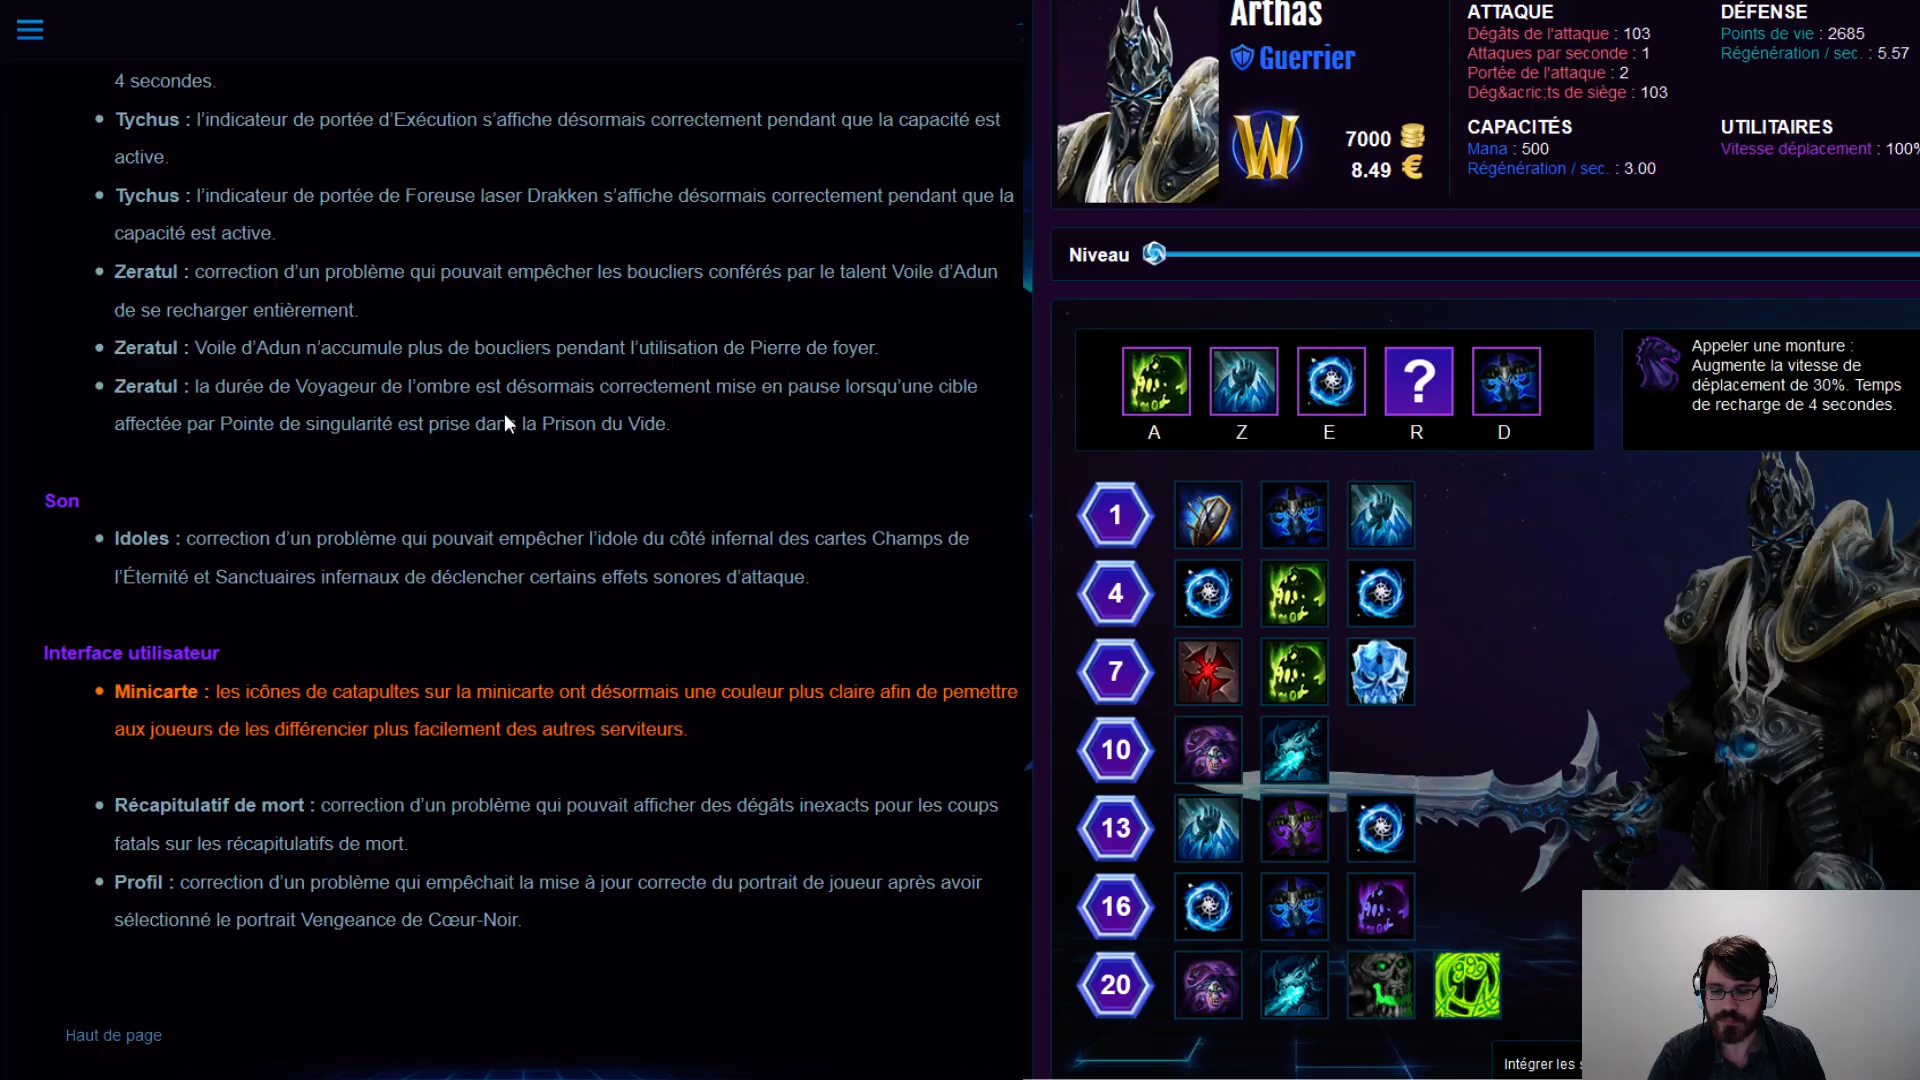 4 secondes.
Tychus : l’indicateur de portée d’Exécution s’affiche désormais correctement pendant que la capacité est
active.
Tychus : l’indicateur de portée de Foreuse laser Drakken s’affiche désormais correctement pendant que la
capacité est active.
Zeratul : correction d’un problème qui pouvait empêcher les boucliers conférés par le talent Voile d’Adun
de se recharger entièrement.
Zeratul : Voile d’Adun n’accumule plus de boucliers pendant l’utilisation de Pierre de foyer.
Zeratul : la durée de Voyageur de l’ombre est désormais correctement mise en pause lorsqu’une cible
affectée par Pointe de singularité est prise dans la Prison du Vide.
Son
Idoles : correction d’un problème qui pouvait empêcher l’idole du côté infernal des cartes Champs de
l’Éternité et Sanctuaires infernaux de déclencher certains effets sonores d’attaque.
Interface utilisateur
Minicarte : les icônes de catapultes sur la minicarte ont désormais une couleur plus claire afin de pemettre
aux joueurs de les différencier plus facilement des autres serviteurs.
Récapitulatif de mort : correction d’un problème qui pouvait afficher des dégâts inexacts pour les coups
fatals sur les récapitulatifs de mort.
Profil : correction d’un problème qui empêchait la mise à jour correcte du portrait de joueur après avoir
sélectionné le portrait Vengeance de Cœur-Noir.
Haut de page
Arthas
Guerrier
7000
8.49 €
ATTAQUE
Dégâts de l'attaque : 103
Attaques par seconde : 1
Portée de l'attaque : 2
Dég&acric;ts de siège : 103
DÉFENSE
Points de vie : 2685
Régénération / sec. : 5.57
CAPACITÉS
Mana : 500
Régénération / sec. : 3.00
UTILITAIRES
Vitesse déplacement : 100%
Niveau
?
A Z E R D
Appeler une monture :
Augmente la vitesse de
déplacement de 30%. Temps
de recharge de 4 secondes.
1
4
7
10
13
16
20
Intégrer les